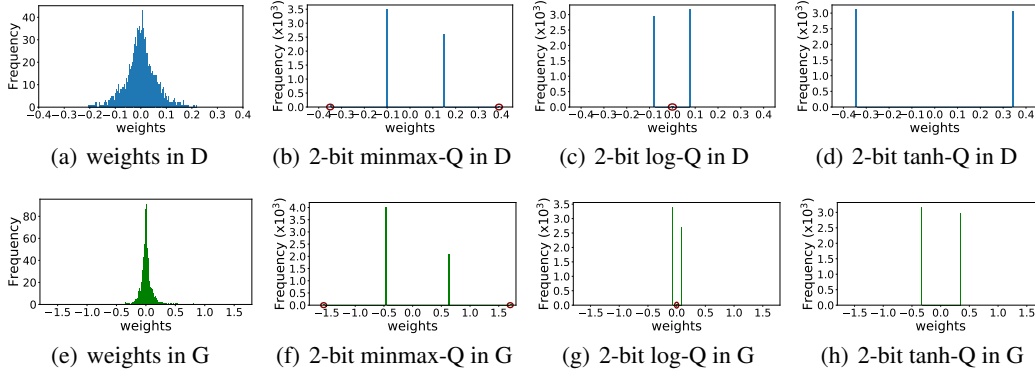 Frequency
40
30
20
10
0
−0.4−0.3−0.2−0.1 0.0 0.1 0.2 0.3 0.4
weights
(a) weights in D
Frequency (x10³)
3.5
3.0
2.5
2.0
1.5
1.0
0.5
0.0
−0.4−0.3−0.2−0.1 0.0 0.1 0.2 0.3 0.4
weights
(b) 2-bit minmax-Q in D
Frequency (x10³)
3.5
3.0
2.5
2.0
1.5
1.0
0.5
0.0
−0.4−0.3−0.2−0.1 0.0 0.1 0.2 0.3 0.4
weights
(c) 2-bit log-Q in D
Frequency (x10³)
3.0
2.5
2.0
1.5
1.0
0.5
0.0
−0.4−0.3−0.2−0.1 0.0 0.1 0.2 0.3 0.4
weights
(d) 2-bit tanh-Q in D
Frequency
80
60
40
20
0
−1.5 −1.0 −0.5 0.0 0.5 1.0 1.5
weights
(e) weights in G
Frequency (x10³)
4.0
3.5
3.0
2.5
2.0
1.5
1.0
0.5
0.0
−1.5 −1.0 −0.5 0.0 0.5 1.0 1.5
weights
(f) 2-bit minmax-Q in G
Frequency (x10³)
3.5
3.0
2.5
2.0
1.5
1.0
0.5
0.0
−1.5 −1.0 −0.5 0.0 0.5 1.0 1.5
weights
(g) 2-bit log-Q in G
Frequency (x10³)
3.0
2.5
2.0
1.5
1.0
0.5
0.0
−1.5 −1.0 −0.5 0.0 0.5 1.0 1.5
weights
(h) 2-bit tanh-Q in G